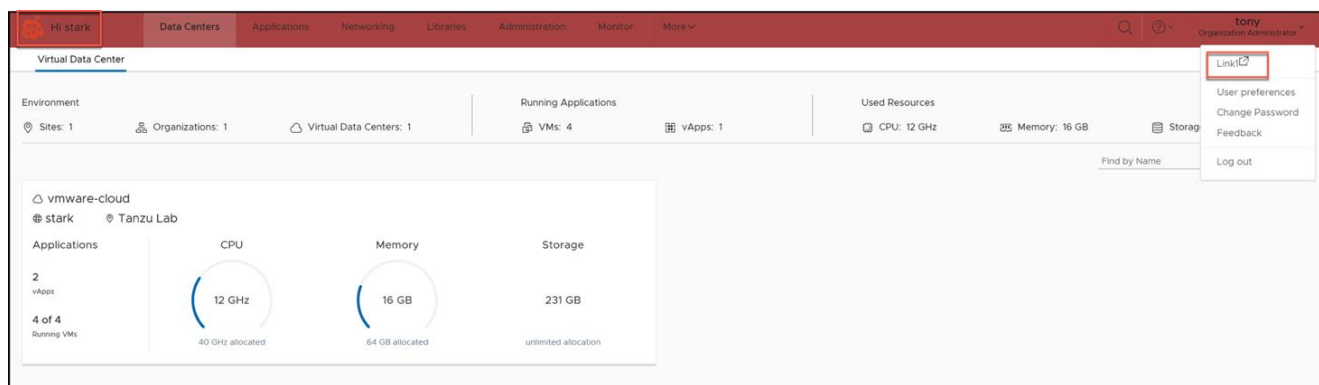 Hi stark Data Centers Applications Networking Libraries Administration Monitor More tony
Organization Administrator
Virtual Data Center
Link1
User preferences
Change Password
Feedback
Log out
Environment Running Applications Used Resources
Sites: 1 Organizations: 1 Virtual Data Centers: 1 VMs: 4 vApps: 1 CPU: 12 GHz Memory: 16 GB Storag
Find by Name
vmware-cloud
stark Tanzu Lab
Applications CPU Memory Storage
2
vApps
12 GHz 16 GB 231 GB
4 of 4
Running VMs
40 GHz allocated 64 GB allocated unlimited allocation